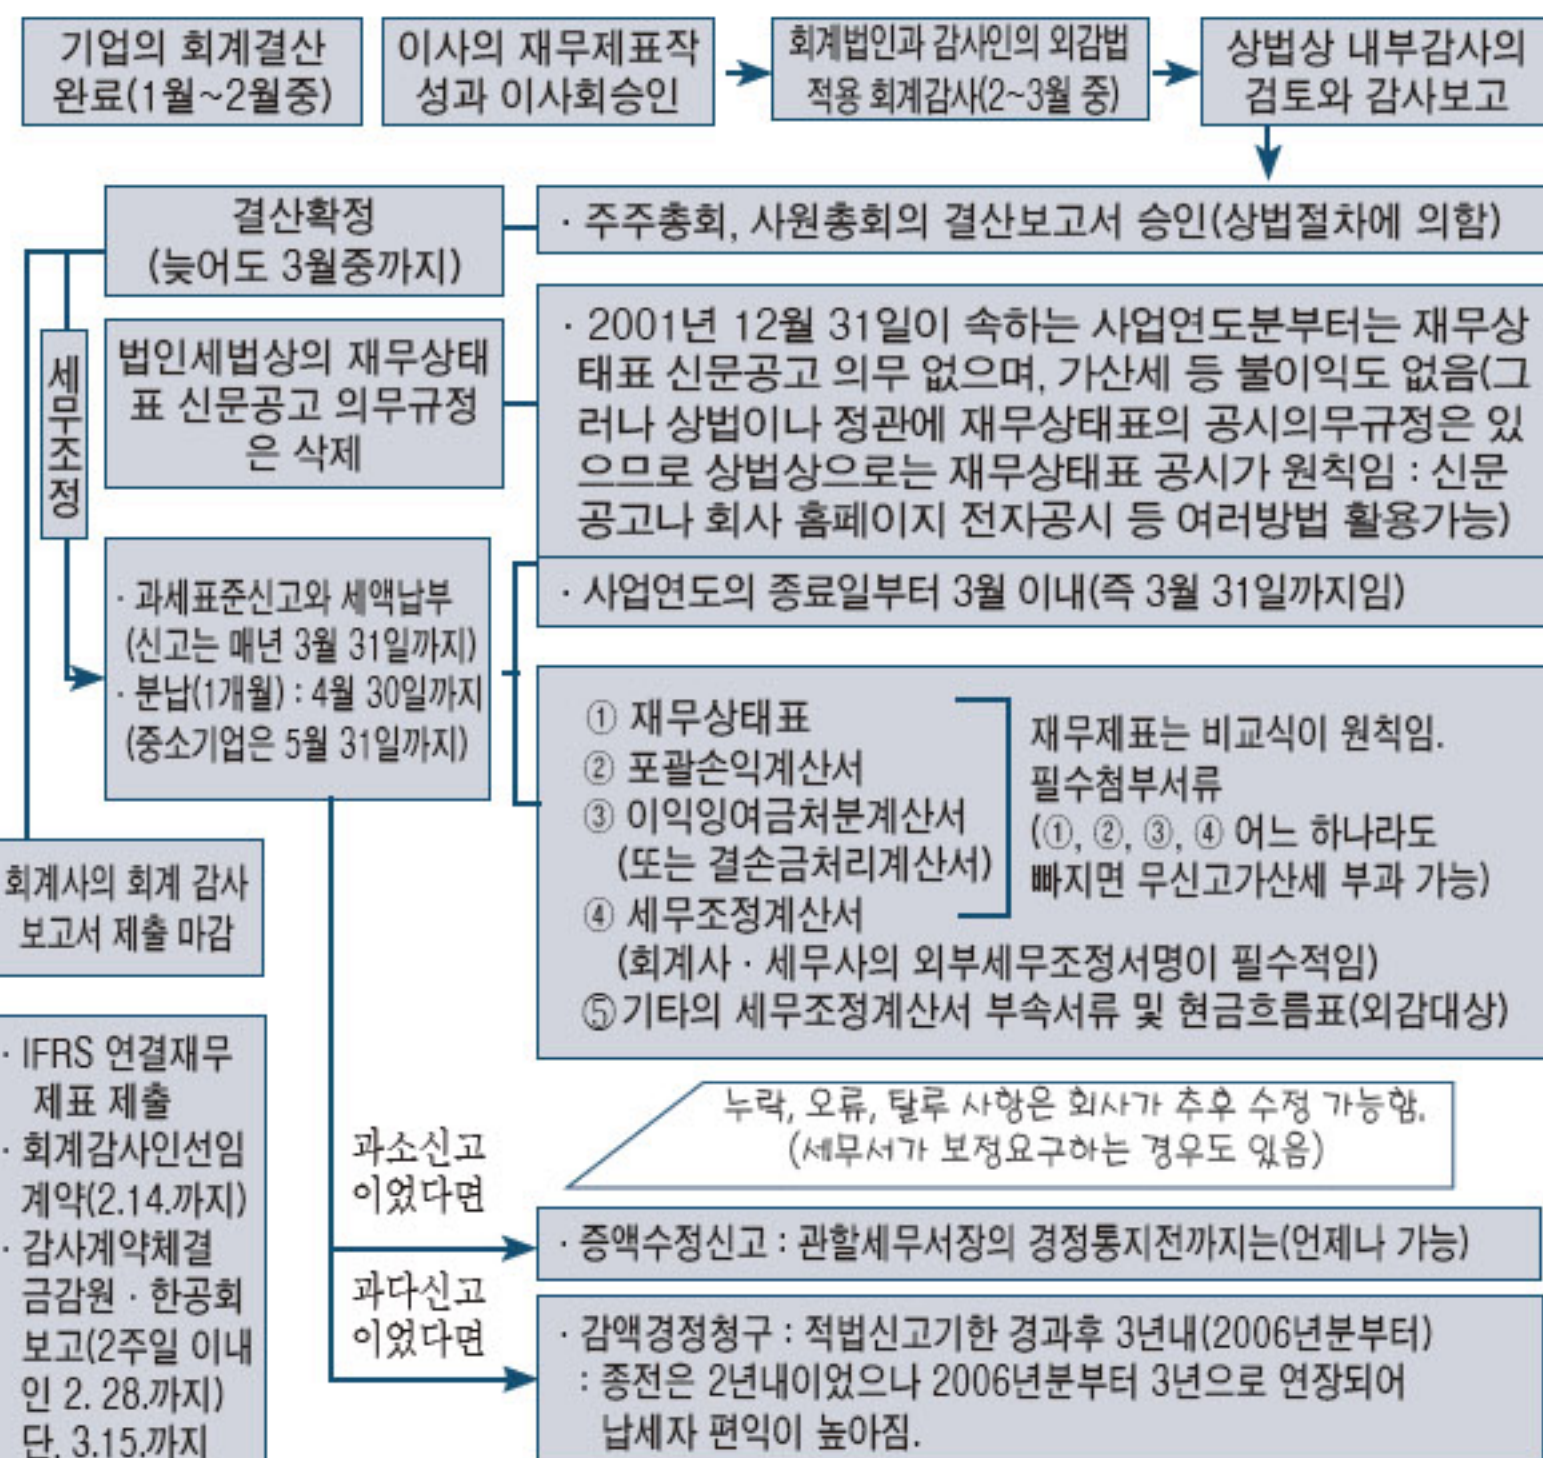 기업의 회계결산
완료(1월~2월중)
이사의 재무제표작
성과 이사회승인
회계법인과 감사인의 외감법
적용 회계감사(2~3월 중)
상법상 내부감사의
검토와 감사보고
결산확정
(늦어도 3월중까지)
· 주주총회, 사원총회의 결산보고서 승인(상법절차에 의함)
세무조정
법인세법상의 재무상태
표 신문공고 의무규정
은 삭제
· 2001년 12월 31일이 속하는 사업연도분부터는 재무상
태표 신문공고 의무 없으며, 가산세 등 불이익도 없음(그
러나 상법이나 정관에 재무상태표의 공시의무규정은 있
으므로 상법상으로는 재무상태표 공시가 원칙임 : 신문
공고나 회사 홈페이지 전자공시 등 여러방법 활용가능)
· 과세표준신고와 세액납부
(신고는 매년 3월 31일까지)
· 분납(1개월) : 4월 30일까지
(중소기업은 5월 31일까지)
· 사업연도의 종료일부터 3월 이내(즉 3월 31일까지임)
① 재무상태표
② 포괄손익계산서
③ 이익잉여금처분계산서
(또는 결손금처리계산서)
④ 세무조정계산서
(회계사 · 세무사의 외부세무조정서명이 필수적임)
⑤ 기타의 세무조정계산서 부속서류 및 현금흐름표(외감대상)
재무제표는 비교식이 원칙임.
필수첨부서류
(①, ②, ③, ④ 어느 하나라도
빠지면 무신고가산세 부과 가능)
회계사의 회계 감사
보고서 제출 마감
· IFRS 연결재무
제표 제출
· 회계감사인선임
계약(2.14.까지)
· 감사계약체결
금감원 · 한공회
보고(2주일 이내
인 2. 28.까지)
단, 3.15.까지
누락, 오류, 탈루 사항은 회사가 추후 수정 가능함.
(세무서가 보정요구하는 경우도 있음)
과소신고
이었다면
· 증액수정신고 : 관할세무서장의 경정통지전까지는(언제나 가능)
과다신고
이었다면
· 감액경정청구 : 적법신고기한 경과후 3년내(2006년분부터)
: 종전은 2년내이었으나 2006년분부터 3년으로 연장되어
납세자 편익이 높아짐.